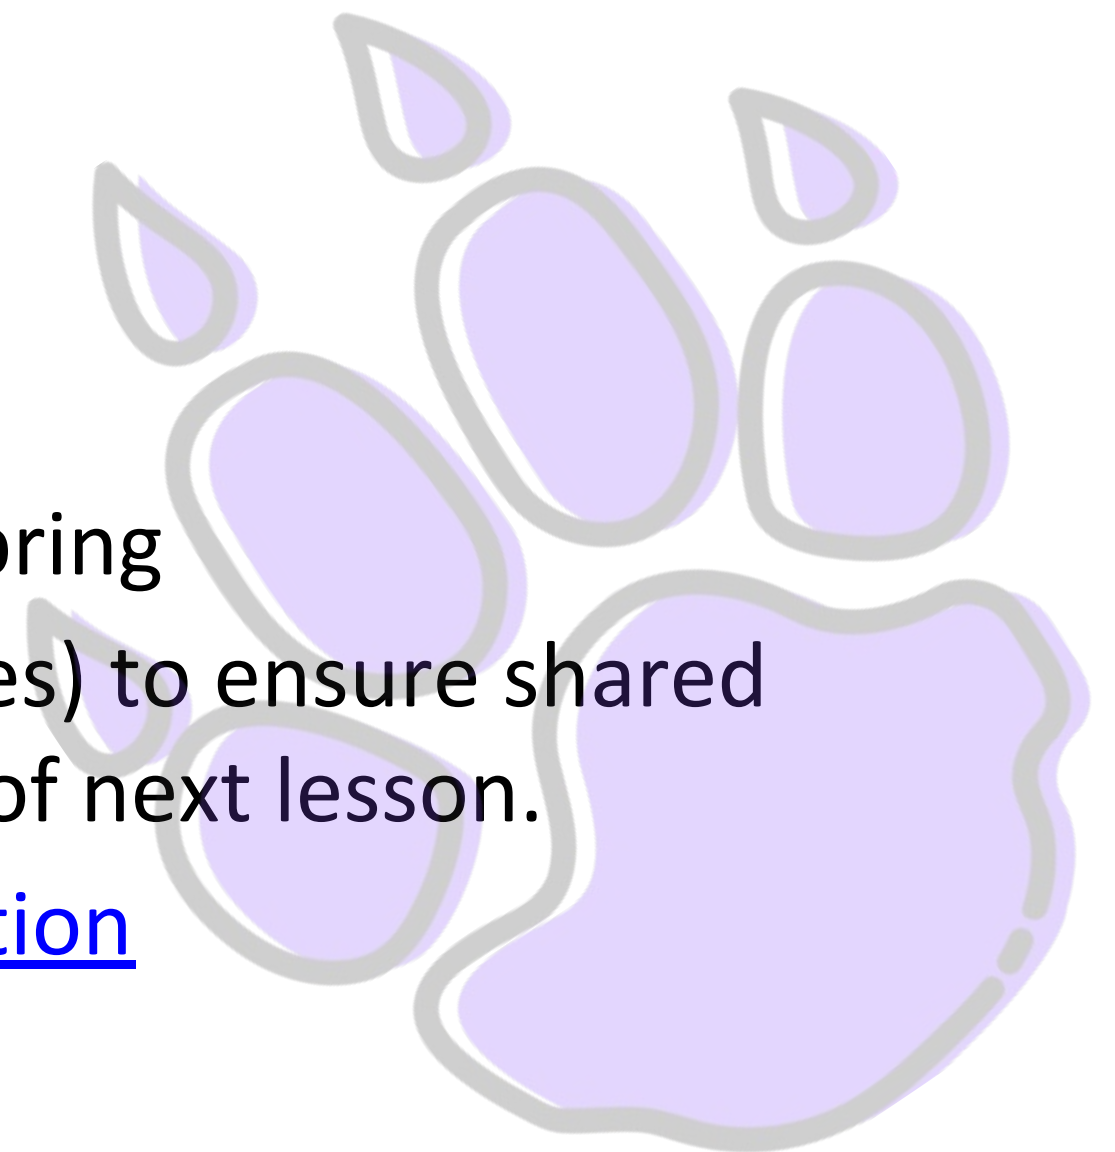 oring
es) to ensure shared
of next lesson.
tion